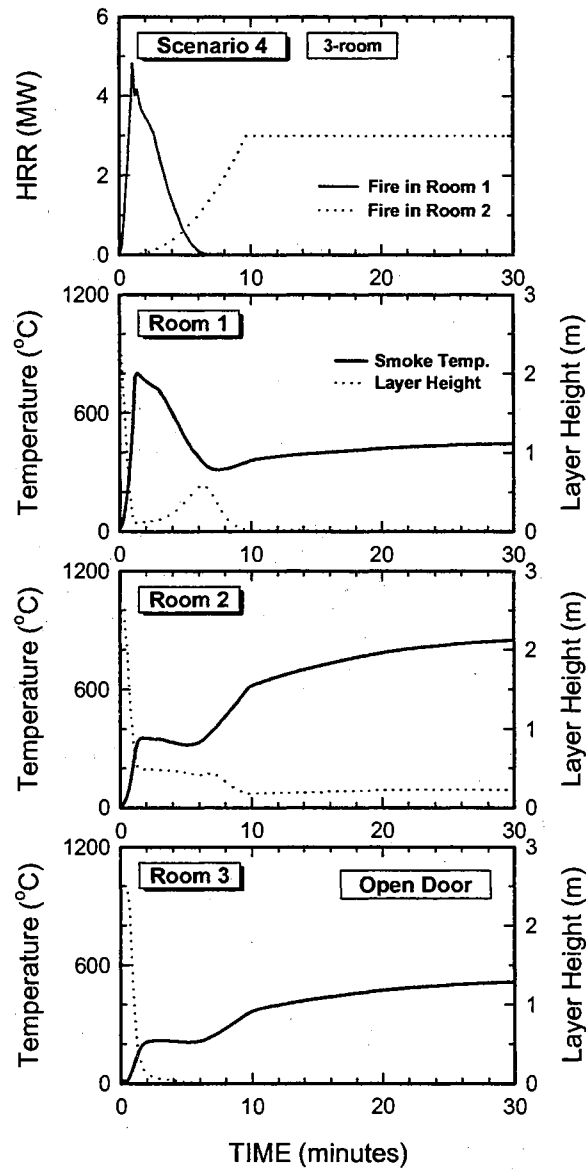 6
Scenario 4
3-room
HRR (MW)
4
2
Fire in Room 1
Fire in Room 2
0
0 10 20 30
1200
3
Room 1
Temperature (°C)
Layer Height (m)
Smoke Temp.
Layer Height
2
600
1
0
0
0 10 20 30
1200
3
Room 2
Temperature (°C)
Layer Height (m)
2
600
1
0
0
0 10 20 30
1200
3
Room 3
Open Door
Temperature (°C)
Layer Height (m)
2
600
1
0
0
0 10 20 30
TIME (minutes)